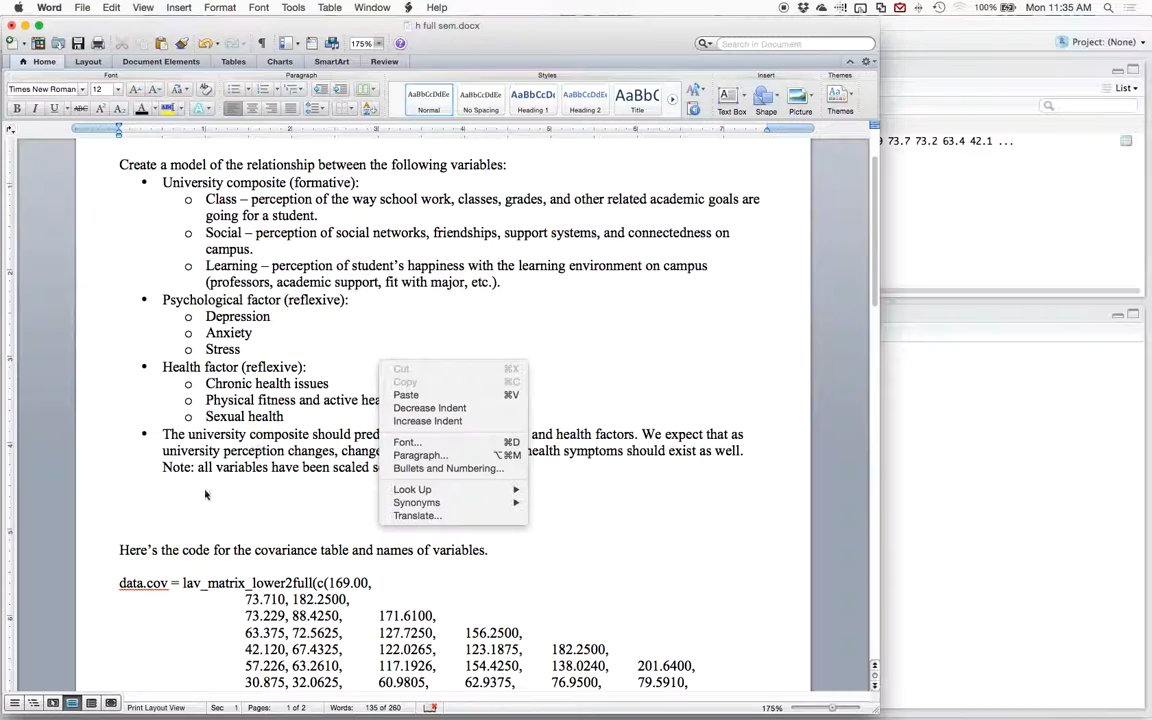 Word File Edit View Insert Format Font Tools Table Window Help 100% Mon 11:35 AM
h full sem.docx
Project: (None)
175%
Search in Document
Home Layout Document Elements Tables Charts SmartArt Review
Font Paragraph Styles Insert Themes
List
Times New Roman 12
AaBbCcDdEe AaBbCcDdEe AaBbCcDc AaBbCcDdEe AaBbC
Normal No Spacing Heading 1 Heading 2 Title Text Box Shape Picture Themes
73.7 73.2 63.4 42.1 ...
Create a model of the relationship between the following variables:
• University composite (formative):
o Class – perception of the way school work, classes, grades, and other related academic goals are
going for a student.
o Social – perception of social networks, friendships, support systems, and connectedness on
campus.
o Learning – perception of student's happiness with the learning environment on campus
(professors, academic support, fit with major, etc.).
• Psychological factor (reflexive):
o Depression
o Anxiety
o Stress
• Health factor (reflexive):
o Chronic health issues
o Physical fitness and active hea
o Sexual health
• The university composite should pred and health factors. We expect that as
university perception changes, change health symptoms should exist as well.
Note: all variables have been scaled s
Cut ⌘X
Copy ⌘C
Paste ⌘V
Decrease Indent
Increase Indent
Font... ⌘D
Paragraph... ⌥⌘M
Bullets and Numbering...
Look Up
Synonyms
Translate...
Here's the code for the covariance table and names of variables.
data.cov = lav_matrix_lower2full(c(169.00,
73.710, 182.2500,
73.229, 88.4250, 171.6100,
63.375, 72.5625, 127.7250, 156.2500,
42.120, 67.4325, 122.0265, 123.1875, 182.2500,
57.226, 63.2610, 117.1926, 154.4250, 138.0240, 201.6400,
30.875, 32.0625, 60.9805, 62.9375, 76.9500, 79.5910,
Print Layout View Sec 1 Pages: 1 of 2 Words: 135 of 260 175%